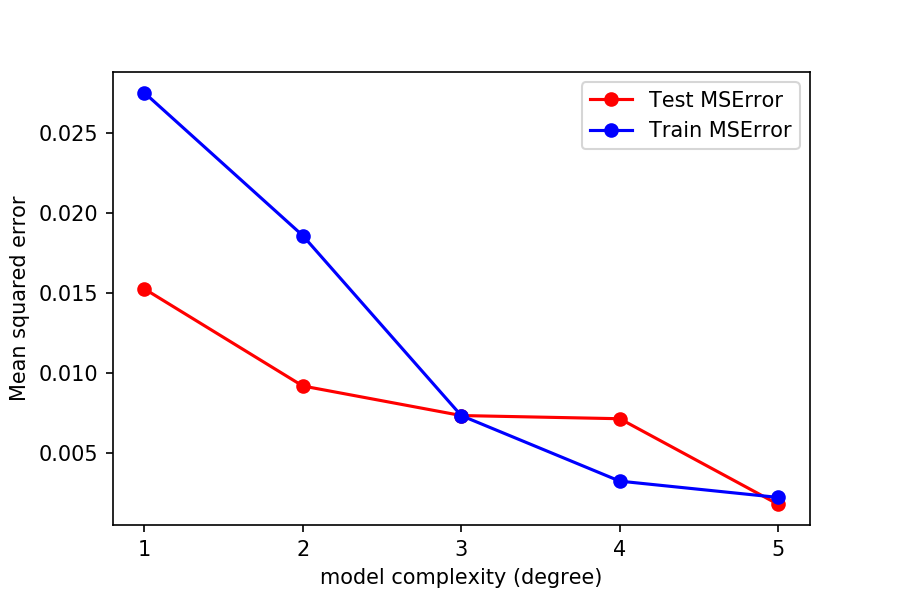 Test MSError
Train MSError
0.025
0.020
0.015
0.010
0.005
Mean squared error
1 2 3 4 5
model complexity (degree)